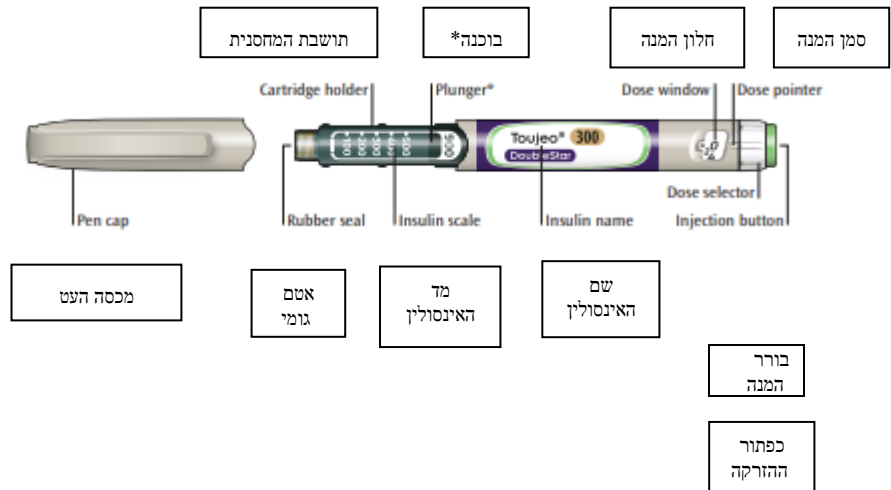 תושבת המחסנית
בוכנה*
חלון המנה
סמן המנה
Cartridge holder
Plunger*
Dose window
Dose pointer
Toujeo® 300
DoubleStar
Dose selector
Pen cap
Rubber seal
Insulin scale
Insulin name
Injection button
מכסה העט
אטם
גומי
מד
האינסולין
שם
האינסולין
בורר
המנה
כפתור
ההזרקה